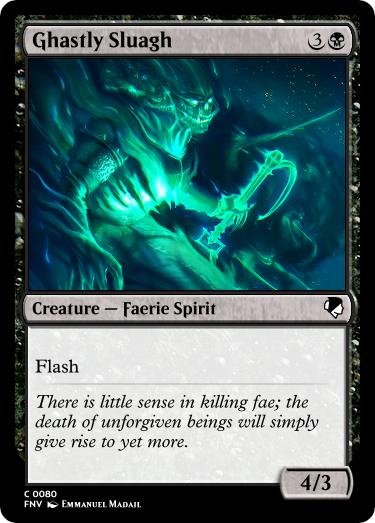 Ghastly Sluagh 3
Creature — Faerie Spirit
Flash
There is little sense in killing fae; the
death of unforgiven beings will simply
give rise to yet more.
4/3
C 0080
FNV Emmanuel Madail